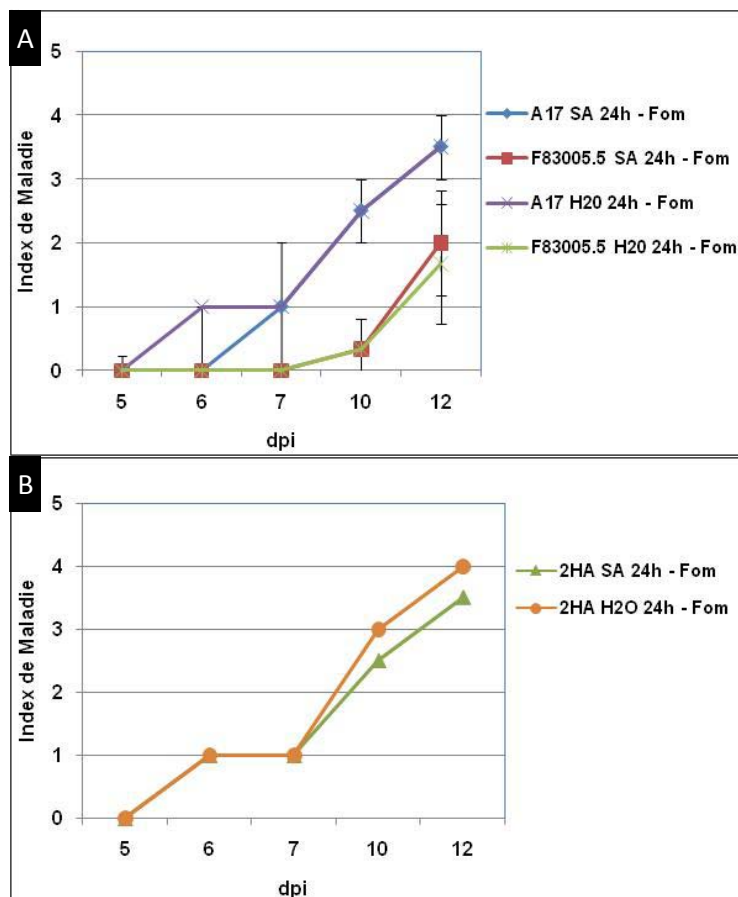 A
Index de Maladie
5
4
3
2
1
0
5 6 7 10 12
dpi
A17 SA 24h - Fom
F83005.5 SA 24h - Fom
A17 H20 24h - Fom
F83005.5 H20 24h - Fom
B
Index de Maladie
5
4
3
2
1
0
5 6 7 10 12
dpi
2HA SA 24h - Fom
2HA H2O 24h - Fom